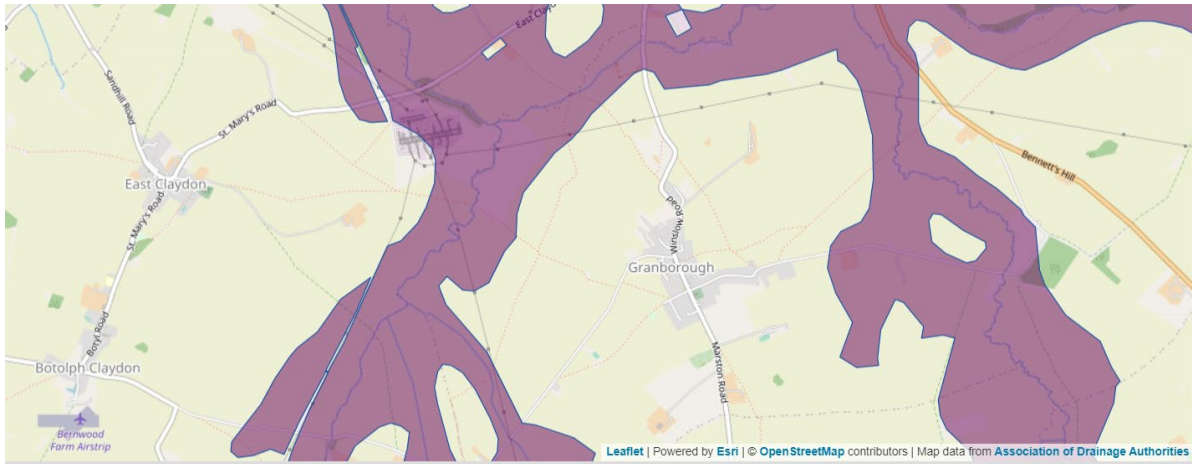 East Clayd
Sandhill Road
St. Mary's Road
Bennett's Hill
East Claydon
St. Mary's Road
Winslow Road
Granborough
Botyl Road
Botolph Claydon
Marston Road
Bernwood
Farm Airstrip
Leaflet | Powered by Esri | © OpenStreetMap contributors | Map data from Association of Drainage Authorities